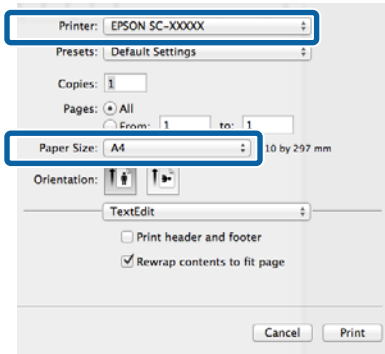 Printer: EPSON SC-XXXXX
Presets: Default Settings
Copies: 1
Pages: All
From: 1 to: 1
Paper Size: A4 10 by 297 mm
Orientation:
TextEdit
Print header and footer
Rewrap contents to fit page
Cancel Print